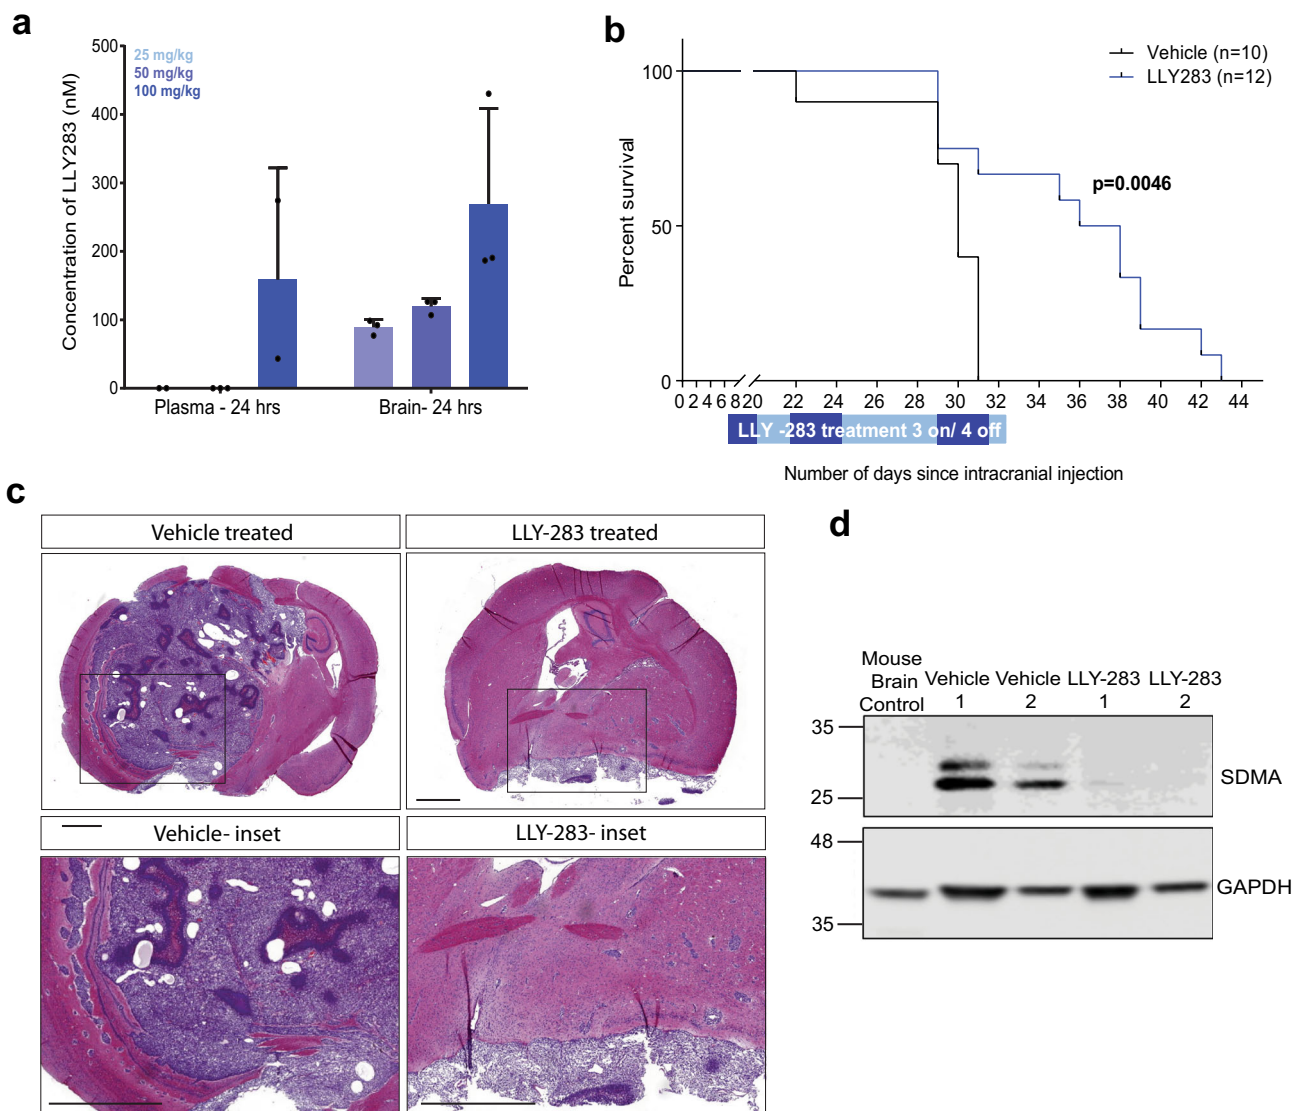 a
500
400
300
200
100
0
Concentration of LLY283 (nM)
25 mg/kg
50 mg/kg
100 mg/kg
Plasma - 24 hrs
Brain- 24 hrs
b
100
50
0
Percent survival
Vehicle (n=10)
LLY283 (n=12)
p=0.0046
0 2 4 6 8 20 22 24 26 28 30 32 34 36 38 40 42 44
LLY -283 treatment 3 on/ 4 off
Number of days since intracranial injection
c
Vehicle treated
LLY-283 treated
Vehicle- inset
LLY-283- inset
d
Mouse Brain Control
Vehicle 1
Vehicle 2
LLY-283 1
LLY-283 2
35
25
SDMA
48
35
GAPDH